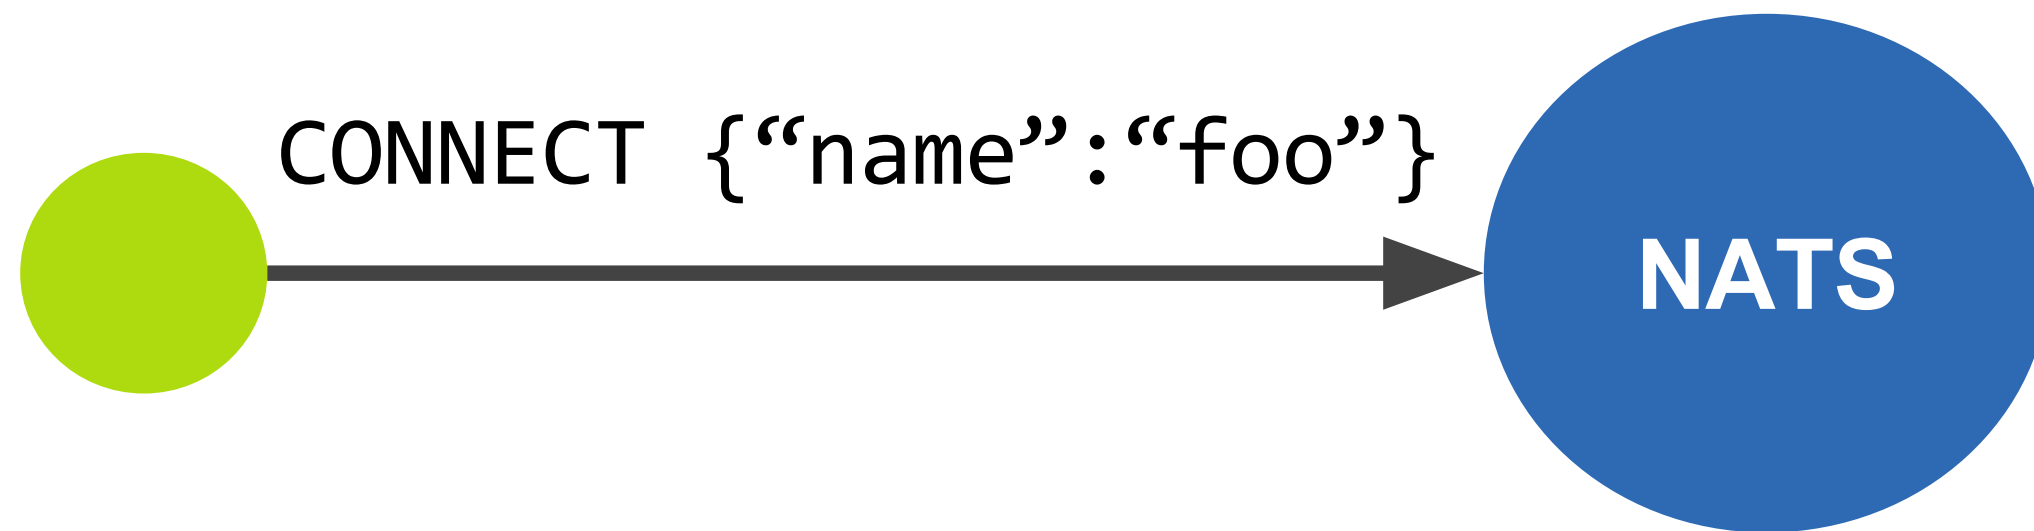 CONNECT {“name”:“foo”}
NATS